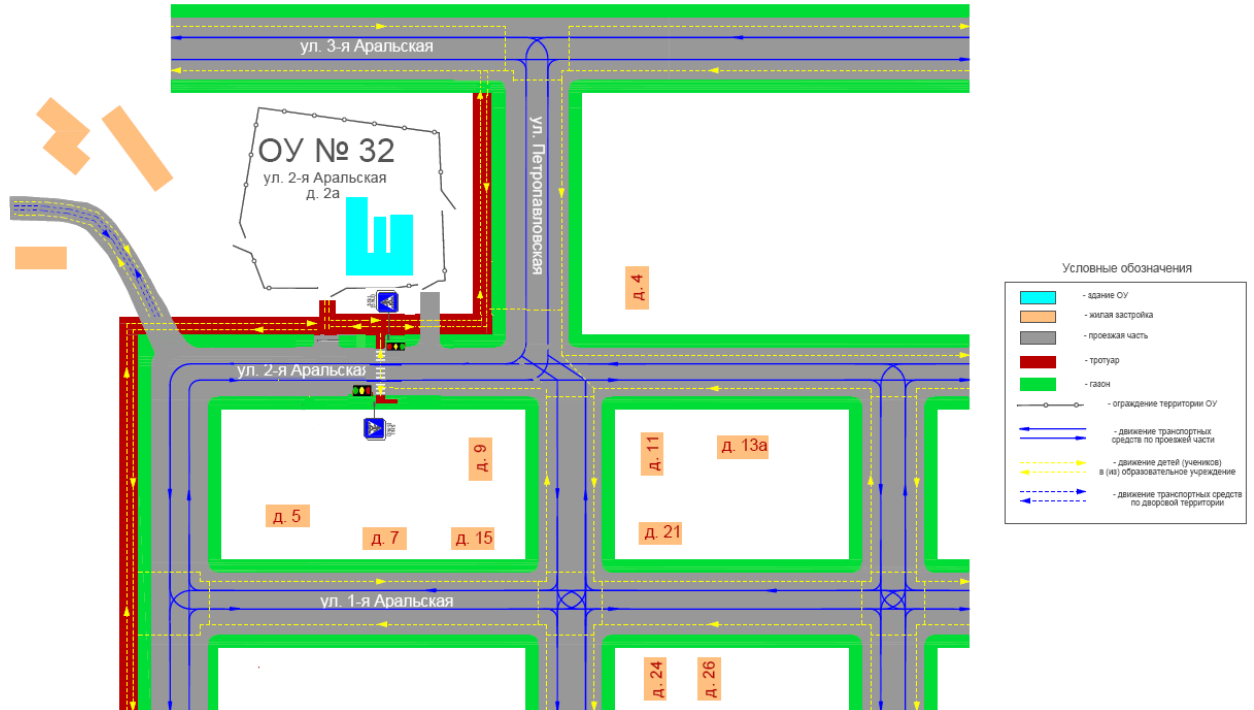 ул. 3-я Аральская
ОУ № 32
ул. 2-я Аральская
д. 2а
ул. Петропавловская
д. 4
ул. 2-я Аральская
д. 9
д. 11
д. 13а
д. 5
д. 7
д. 15
д. 21
ул. 1-я Аральская
д. 24
д. 26
Условные обозначения
- здание ОУ
- жилая застройка
- проезжая часть
- тротуар
- газон
- ограждение территории ОУ
- движение транспортных
средств по проезжей части
- движение детей (учеников)
в (из) образовательное учреждение
- движение транспортных средств
по дворовой территории